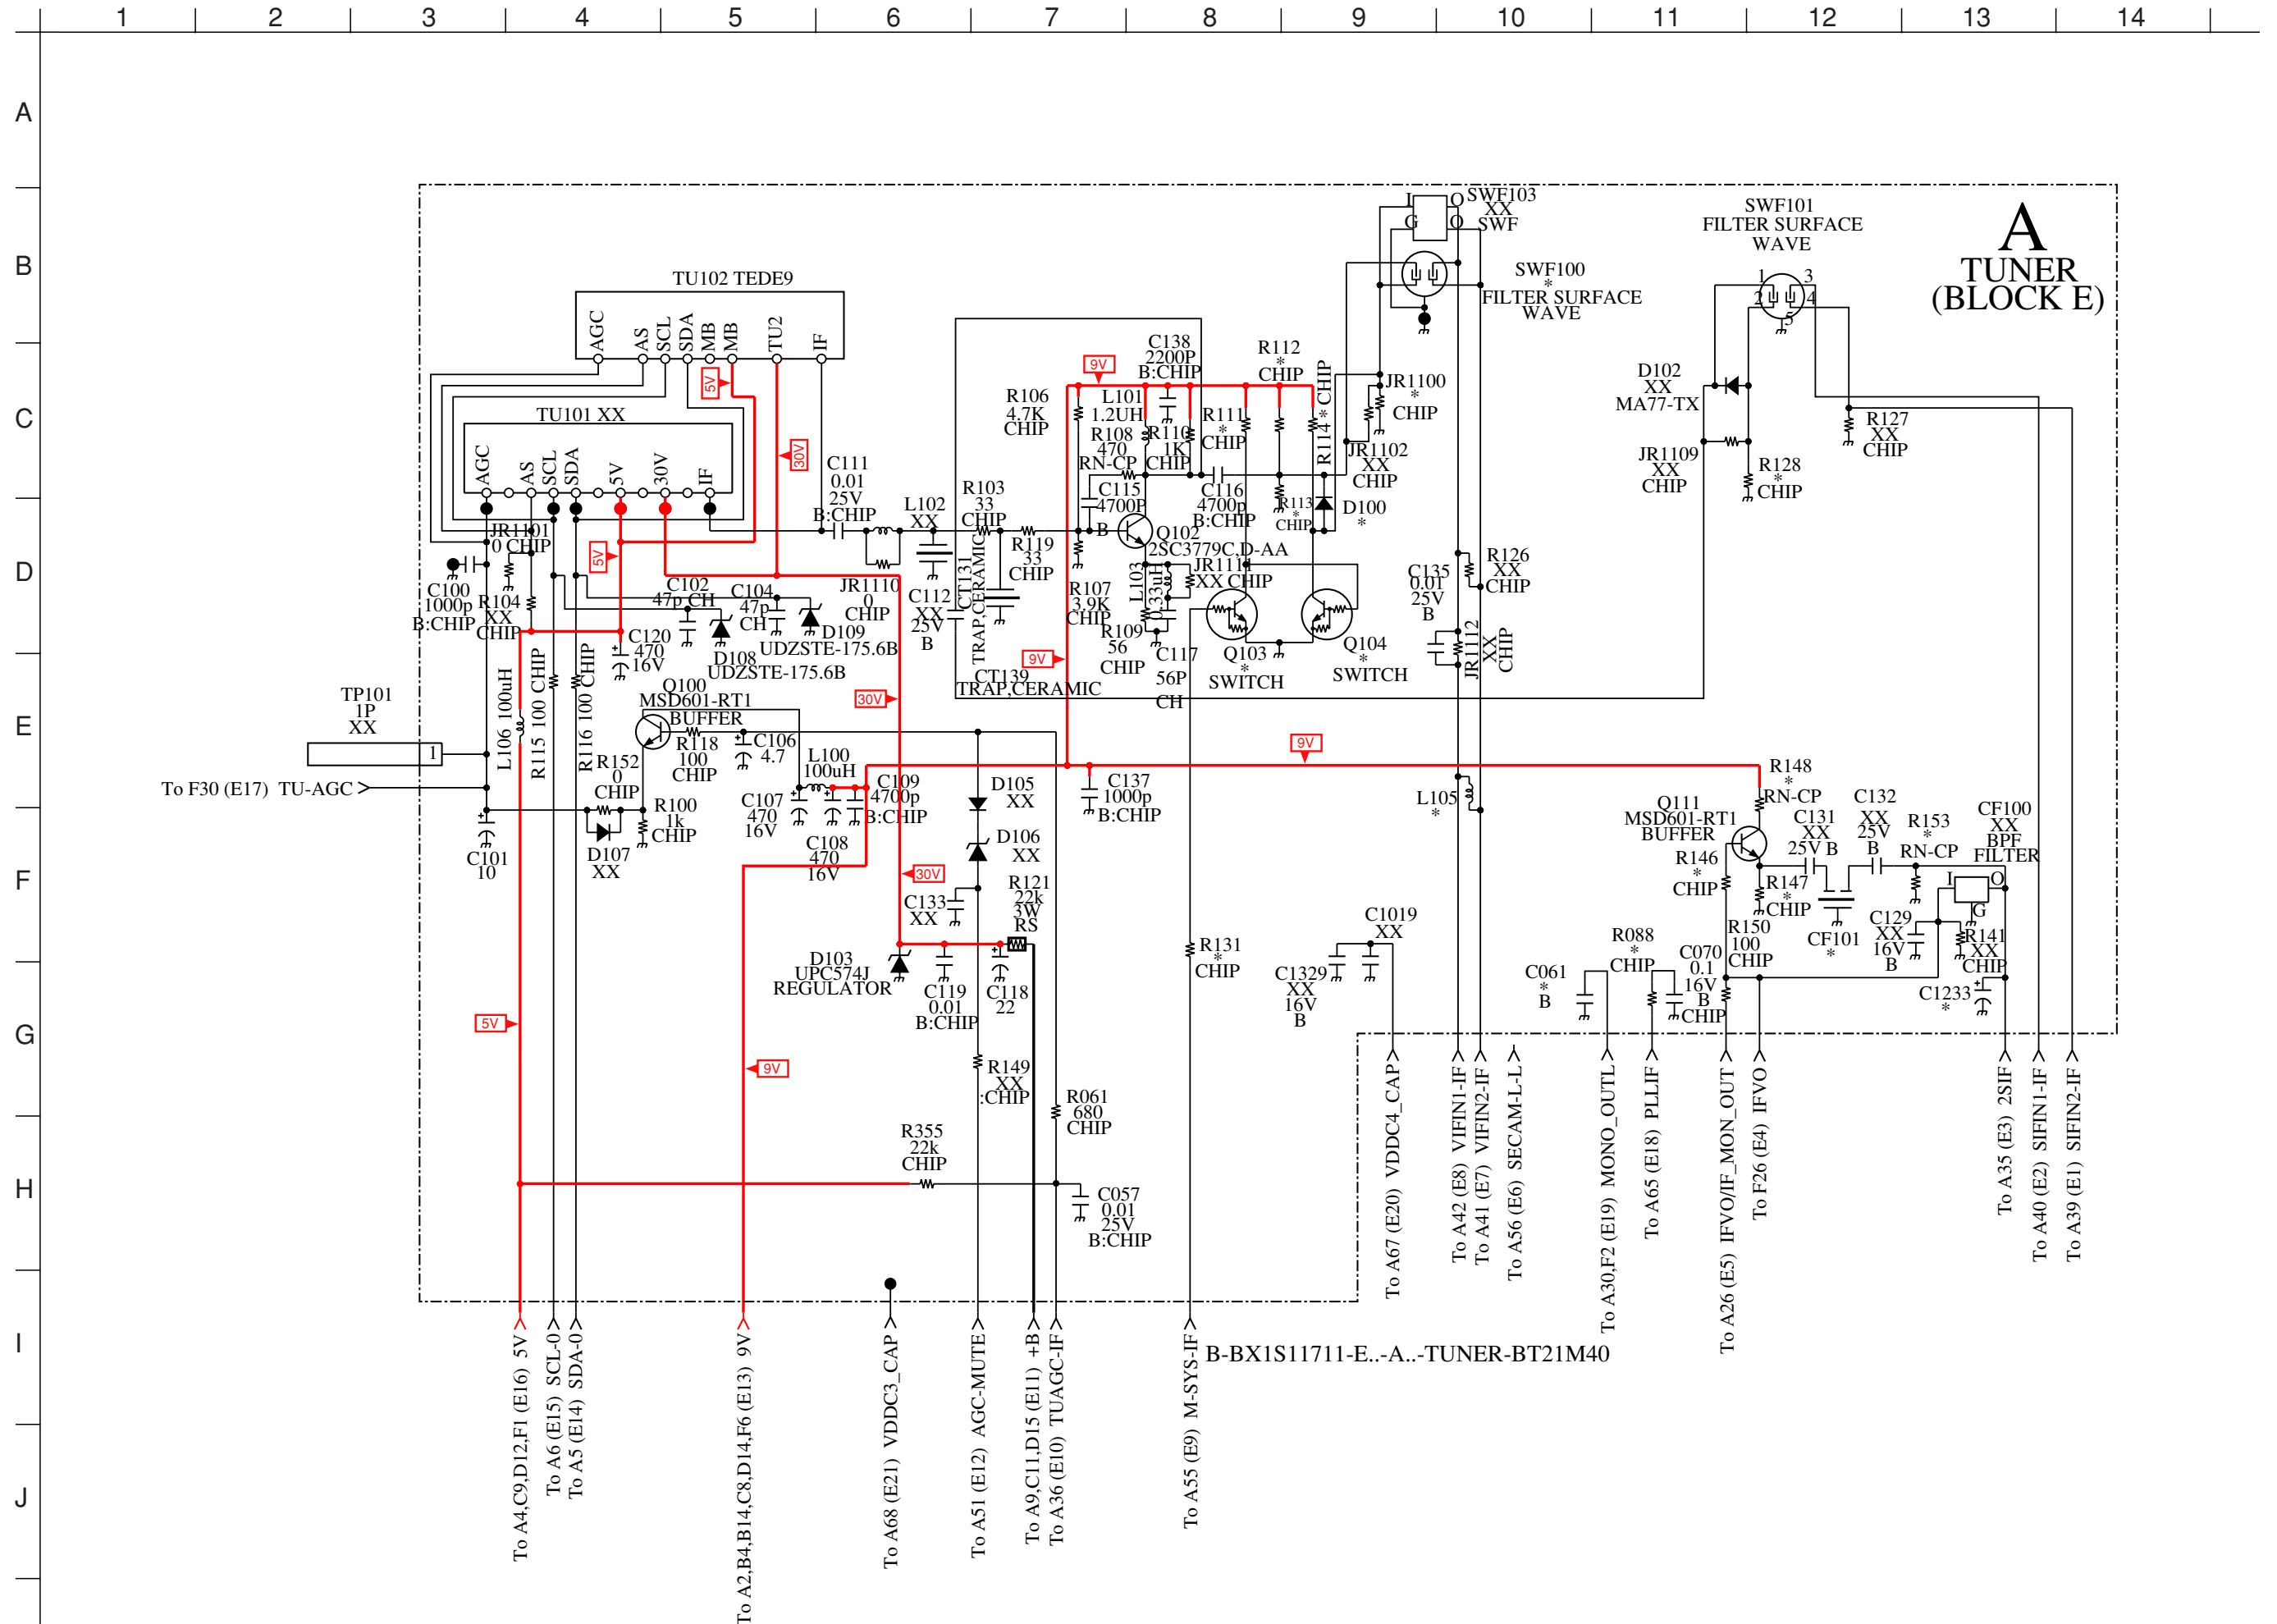 1 2 3 4 5 6 7 8 9 10 11 12 13 14
A
B
C
D
E
F
G
H
I
J
A
TUNER
(BLOCK E)
SWF103
XX
SWF
I
O
G
O
SWF100
*
FILTER SURFACE
WAVE
SWF101
FILTER SURFACE
WAVE
1
2
3
4
5
TU102 TEDE9
AGC
AS
SCL
SDA
MB
MB
TU2
IF
TU101 XX
AGC
AS
SCL
SDA
5V
30V
IF
5V
30V
5V
9V
9V
30V
9V
30V
5V
9V
C111
0.01
25V
B:CHIP
L102
XX
R103
33
CHIP
R119
33
CHIP
R106
4.7K
CHIP
L101
1.2UH
C138
2200P
B:CHIP
R108
470
RN-CP
R110
1K
CHIP
R111
*
CHIP
R112
*
CHIP
R114 * CHIP
JR1100
*
CHIP
JR1102
XX
CHIP
C115
4700P
C116
4700p
B:CHIP
R113
*
CHIP
D100
*
B
Q102
2SC3779C,D-AA
JR1111
XX CHIP
L103
0.33uH
R107
3.9K
CHIP
R109
56
CHIP
C117
56P
CH
Q103
*
SWITCH
Q104
*
SWITCH
D102
XX
MA77-TX
JR1109
XX
CHIP
R128
*
CHIP
R127
XX
CHIP
R126
XX
CHIP
C135
0.01
25V
B
JR1112
XX
CHIP
JR1101
0 CHIP
C100
1000p
B:CHIP
R104
XX
CHIP
C120
470
16V
C102
47p CH
C104
47p
CH
D109
UDZSTE-175.6B
D108
UDZSTE-175.6B
JR1110
0
CHIP
C112
XX
25V
B
CT131
TRAP,CERAMIC
CT139
TRAP,CERAMIC
TP101
1P
XX
1
To F30 (E17) TU-AGC
L106 100uH
R115 100 CHIP
R116 100 CHIP
Q100
MSD601-RT1
BUFFER
R118
100
CHIP
R152
0
CHIP
R100
1k
CHIP
D107
XX
C101
10
C106
4.7
L100
100uH
C107
470
16V
C108
470
16V
C109
4700p
B:CHIP
D105
XX
D106
XX
C137
1000p
B:CHIP
C133
XX
R121
22k
3W
RS
D103
UPC574J
REGULATOR
C119
0.01
B:CHIP
C118
22
R149
XX
:CHIP
R061
680
CHIP
R355
22k
CHIP
C057
0.01
25V
B:CHIP
R131
*
CHIP
L105
*
C1019
XX
C1329
XX
16V
B
C061
*
B
R088
*
CHIP
C070
0.1
16V
B
CHIP
R148
*
RN-CP
Q111
MSD601-RT1
BUFFER
R146
*
CHIP
R147
*
CHIP
R150
100
CHIP
C131
XX
25V B
C132
XX
25V
B
CF101
*
R153
*
RN-CP
CF100
XX
BPF
FILTER
I
O
G
C129
XX
16V
B
R141
XX
CHIP
C1233
*
To A4,C9,D12,F1 (E16) 5V
To A6 (E15) SCL-0
To A5 (E14) SDA-0
To A2,B4,B14,C8,D14,F6 (E13) 9V
To A68 (E21) VDDC3_CAP
To A51 (E12) AGC-MUTE
To A9,C11,D15 (E11) +B
To A36 (E10) TUAGC-IF
To A55 (E9) M-SYS-IF
To A67 (E20) VDDC4_CAP
To A42 (E8) VIFIN1-IF
To A41 (E7) VIFIN2-IF
To A56 (E6) SECAM-L-L
To A30,F2 (E19) MONO_OUTL
To A65 (E18) PLLIF
To A26 (E5) IFVO/IF_MON_OUT
To F26 (E4) IFVO
To A35 (E3) 2SIF
To A40 (E2) SIFIN1-IF
To A39 (E1) SIFIN2-IF
B-BX1S11711-E..-A..-TUNER-BT21M40